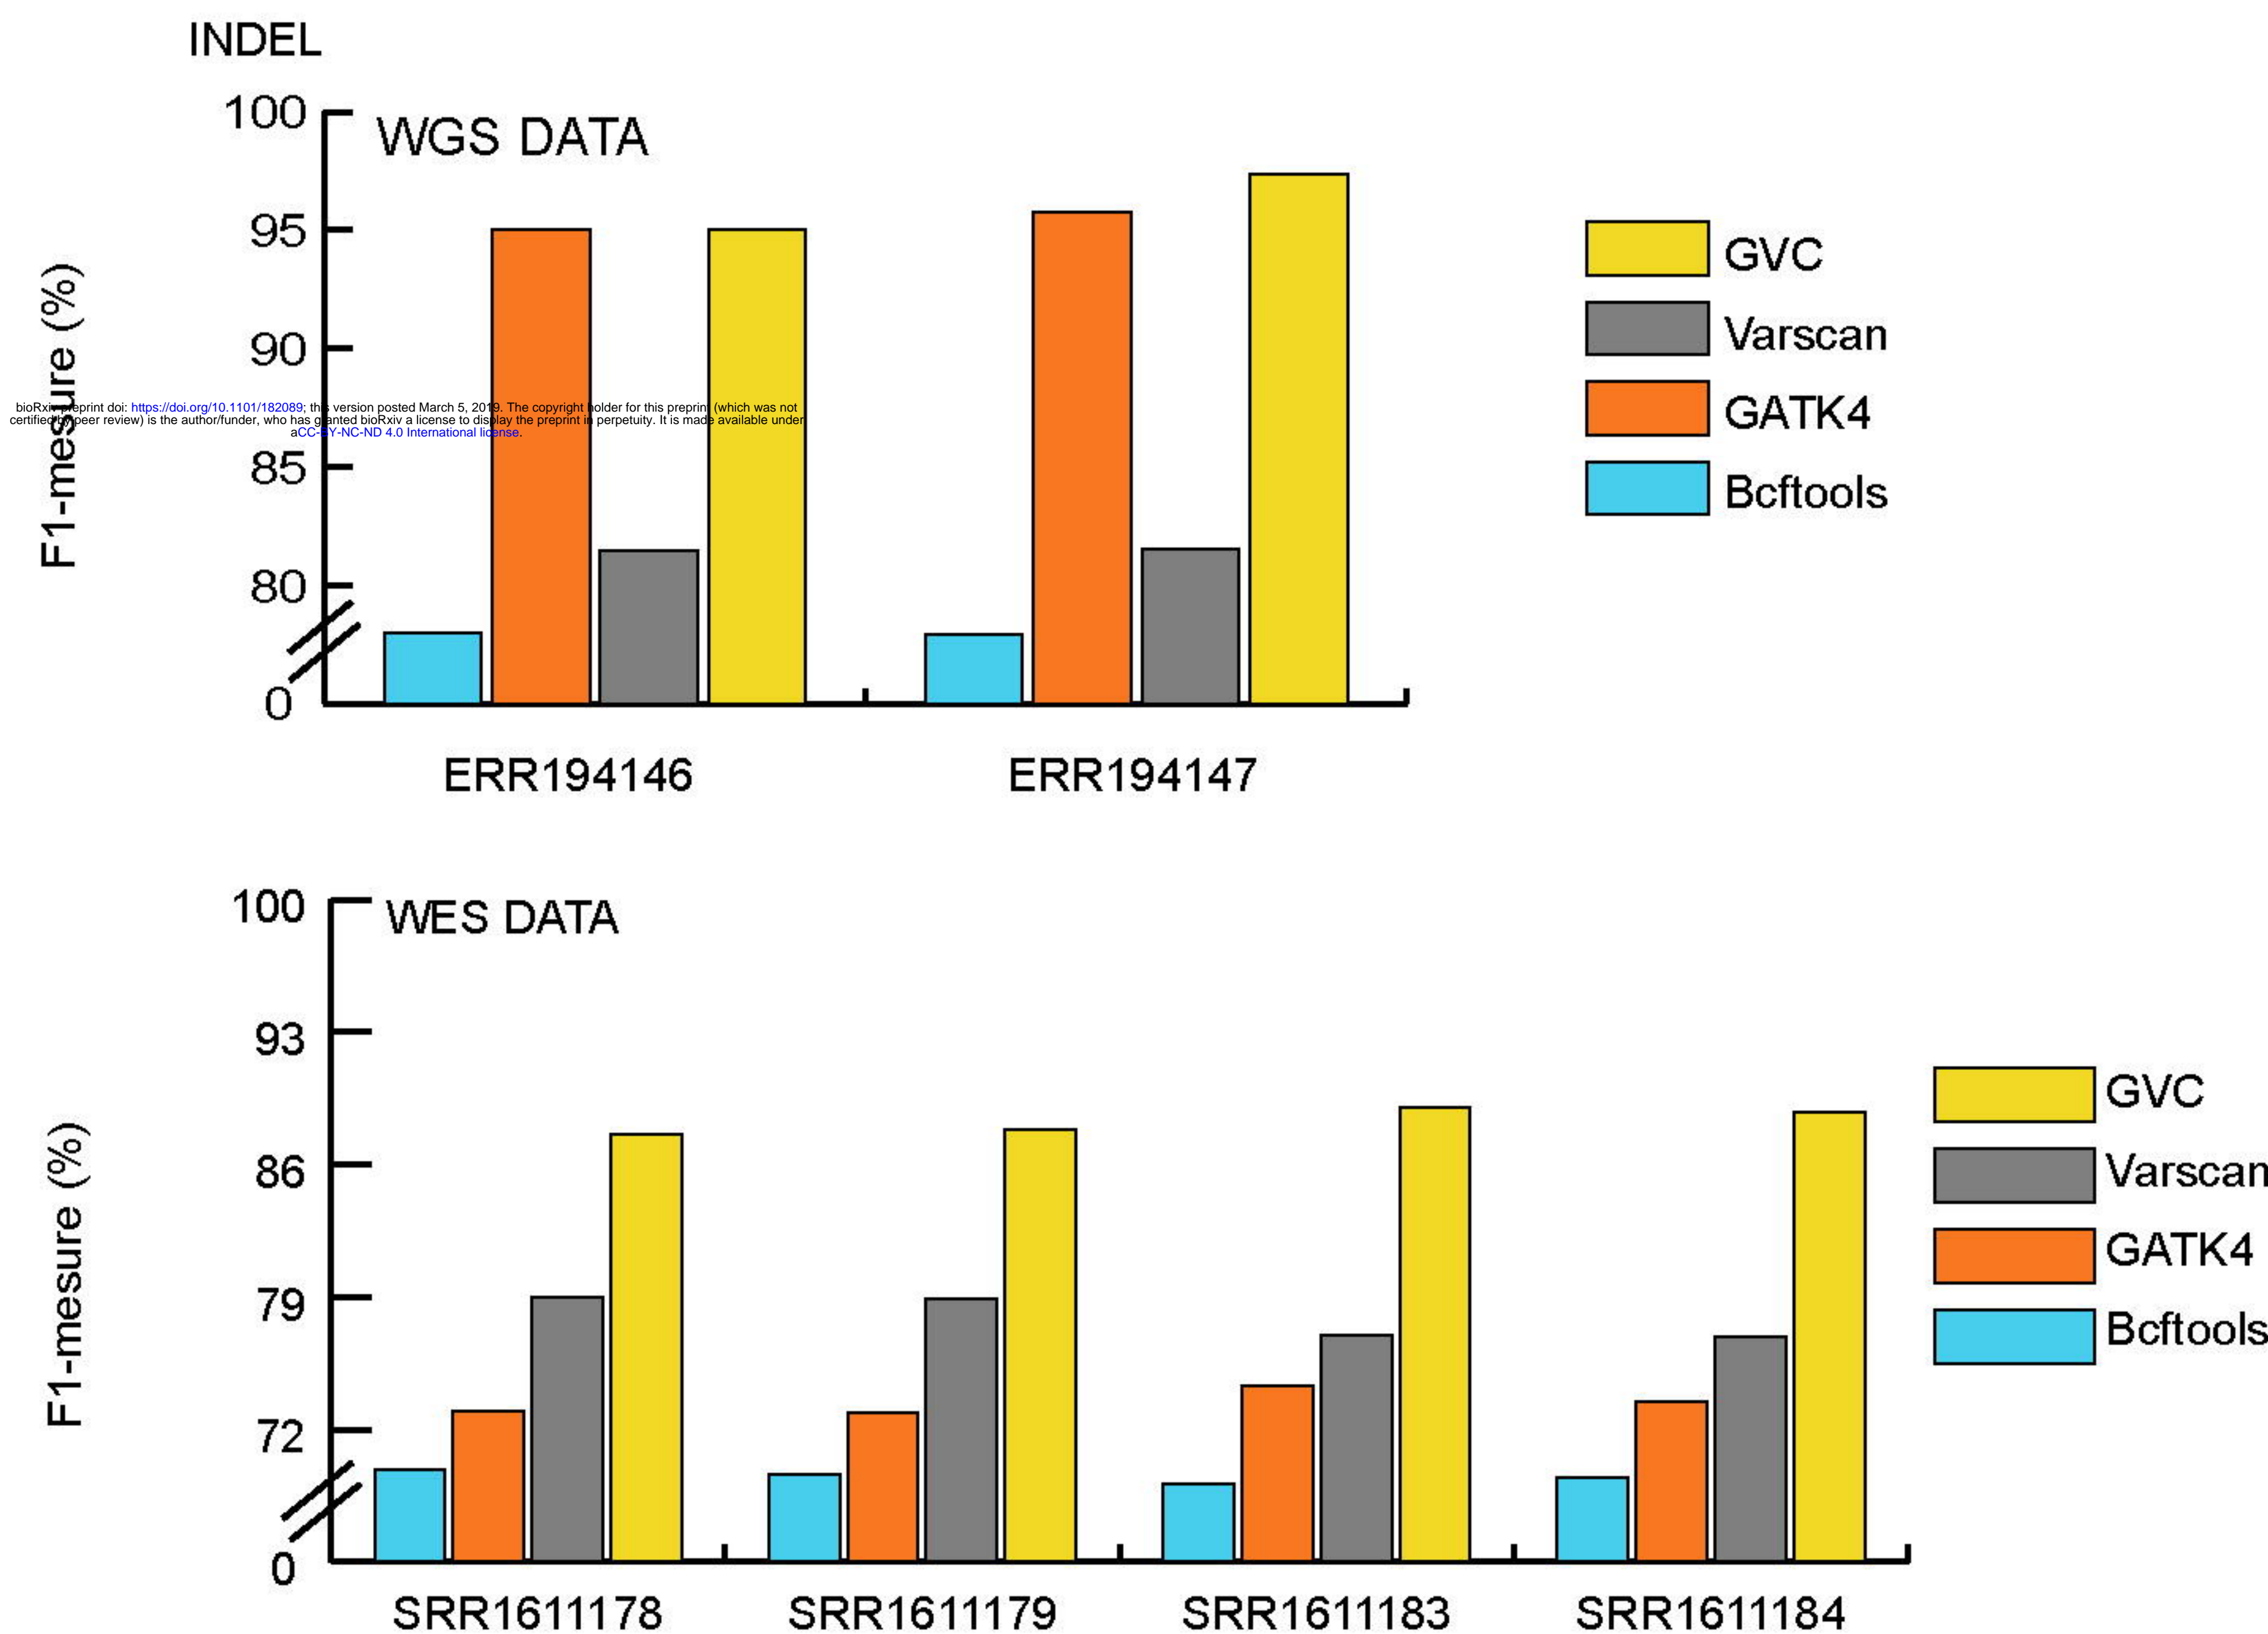 INDEL
WGS DATA
100
95
90
85
80
0
F1-mesure (%)
GVC
Varscan
GATK4
Bcftools
bioRxiv preprint doi: https://doi.org/10.1101/182089; this version posted March 5, 2019. The copyright holder for this preprint (which was not
certified by peer review) is the author/funder, who has granted bioRxiv a license to display the preprint in perpetuity. It is made available under
aCC-BY-NC-ND 4.0 International license.
ERR194146
ERR194147
WES DATA
100
93
86
79
72
0
F1-mesure (%)
GVC
Varscan
GATK4
Bcftools
SRR1611178
SRR1611179
SRR1611183
SRR1611184